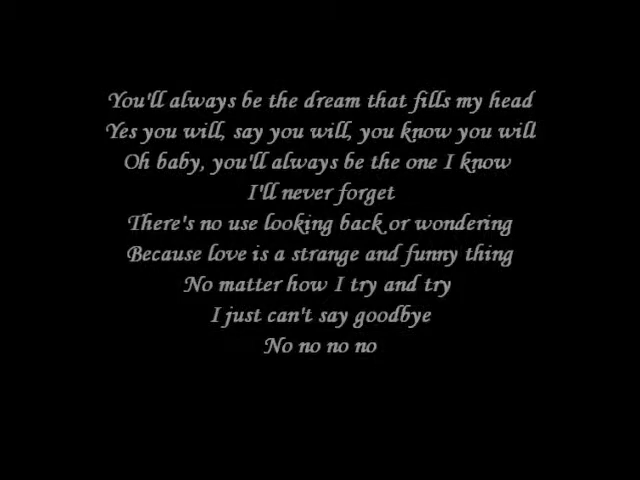 You'll always be the dream that fills my head
Yes you will, say you will, you know you will
Oh baby, you'll always be the one I know
I'll never forget
There's no use looking back or wondering
Because love is a strange and funny thing
No matter how I try and try
I just can't say goodbye
No no no no